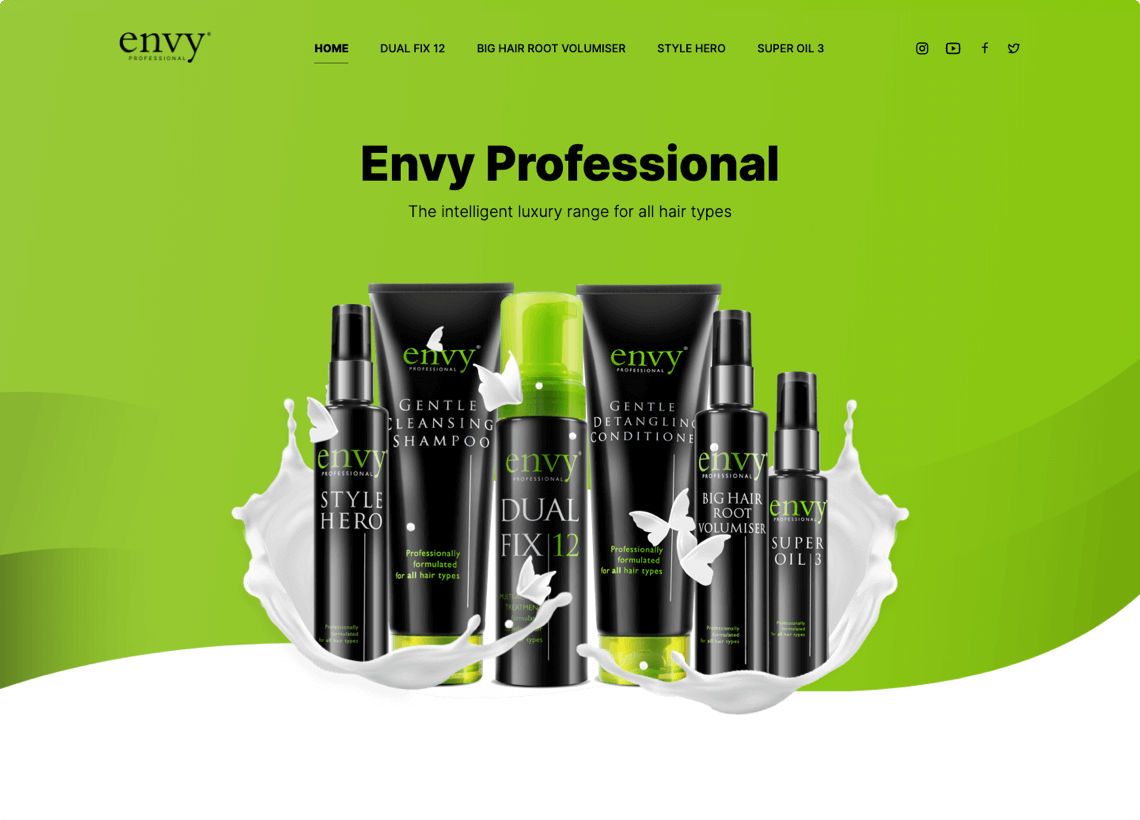 envy®
PROFESSIONAL
HOME
DUAL FIX 12
BIG HAIR ROOT VOLUMISER
STYLE HERO
SUPER OIL 3
Envy Professional
The intelligent luxury range for all hair types
envy
PROFESSIONAL
STYLE
HERO
Professionally
formulated
for all hair types
envy®
PROFESSIONAL
GENTLE
CLEANSING
SHAMPOO
Professionally
formulated
for all hair types
envy®
PROFESSIONAL
DUAL
FIX|12
TREATMENT
types
envy®
PROFESSIONAL
GENTLE
DETANGLING
CONDITIONE
Professionally
formulated
for all hair types
envy
PROFESSIONAL
BIG HAIR
ROOT
VOLUMISER
Professionally
formulated
for all hair types
envy
PROFESSIONAL
SUPER
OIL|3
Professionally
formulated
for all hair types